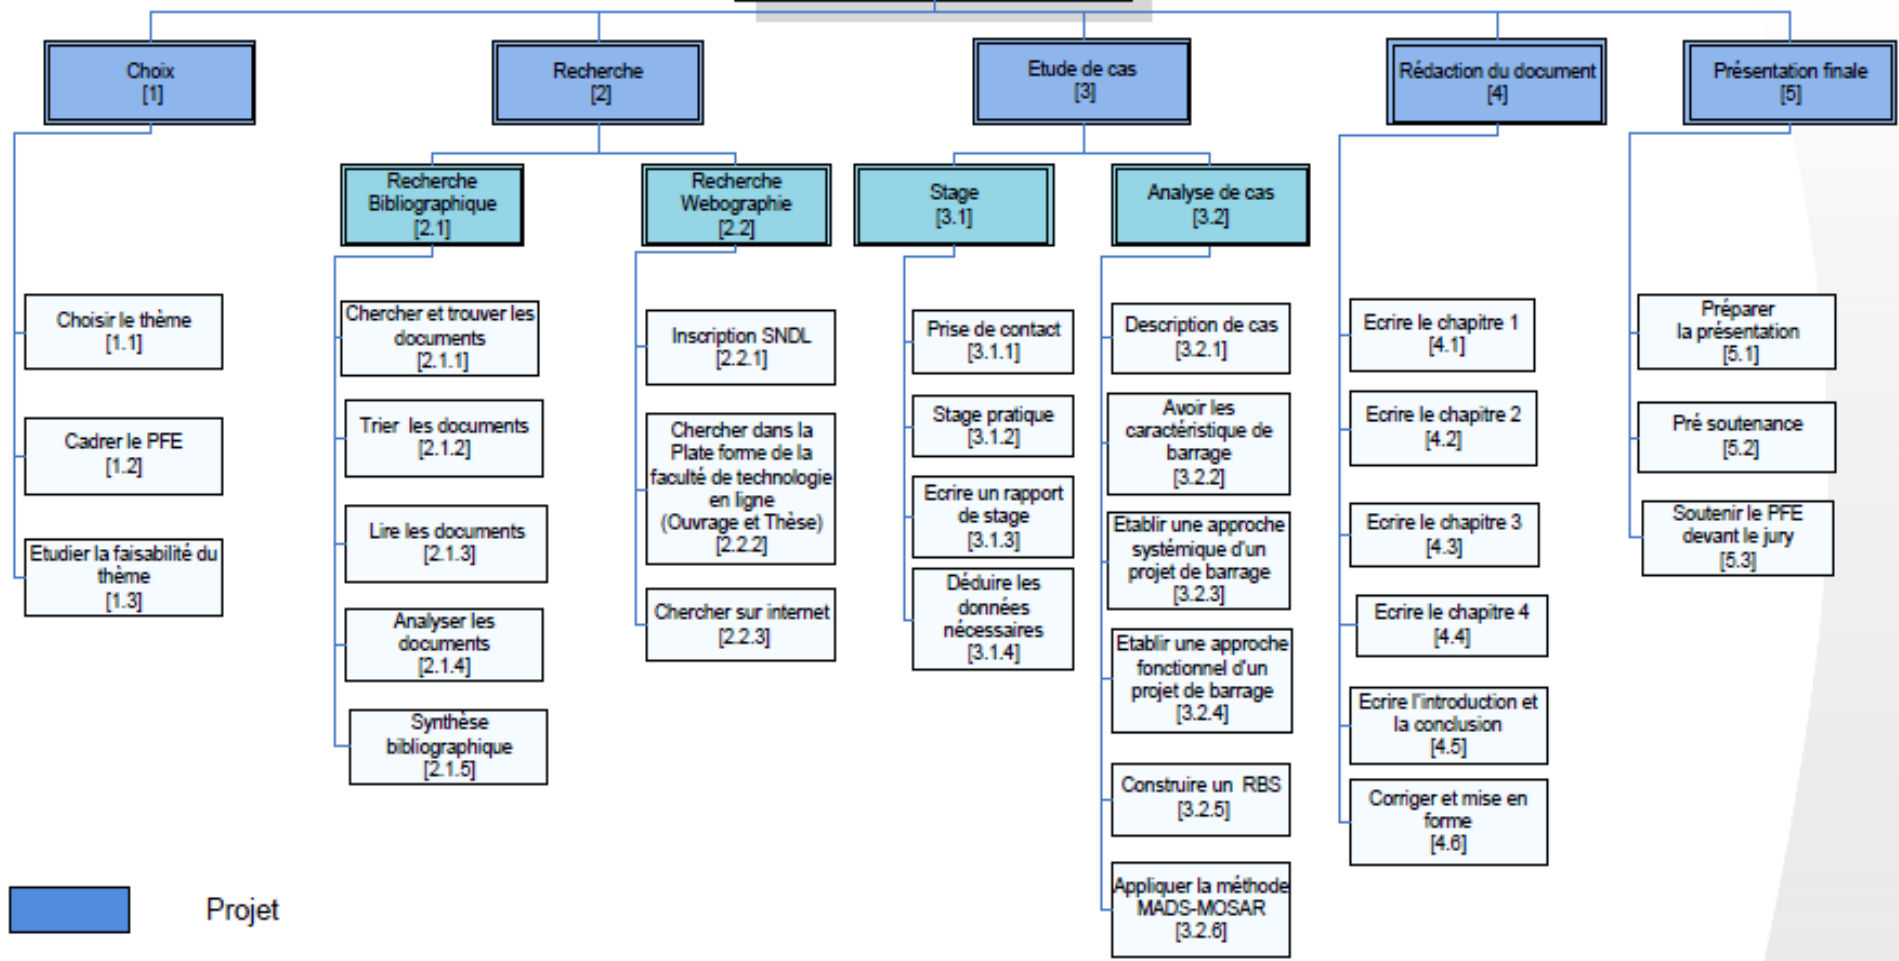 Choix
[1]
Recherche
[2]
Etude de cas
[3]
Rédaction du document
[4]
Présentation finale
[5]
Recherche
Bibliographique
[2.1]
Recherche
Webographie
[2.2]
Stage
[3.1]
Analyse de cas
[3.2]
Choisir le thème
[1.1]
Cadrer le PFE
[1.2]
Etudier la faisabilité du
thème
[1.3]
Chercher et trouver les
documents
[2.1.1]
Trier les documents
[2.1.2]
Lire les documents
[2.1.3]
Analyser les
documents
[2.1.4]
Synthèse
bibliographique
[2.1.5]
Inscription SNDL
[2.2.1]
Chercher dans la
Plate forme de la
faculté de technologie
en ligne
(Ouvrage et Thèse)
[2.2.2]
Chercher sur internet
[2.2.3]
Prise de contact
[3.1.1]
Stage pratique
[3.1.2]
Ecrire un rapport
de stage
[3.1.3]
Déduire les
données
nécessaires
[3.1.4]
Description de cas
[3.2.1]
Avoir les
caractéristique de
barrage
[3.2.2]
Etablir une approche
systémique d'un
projet de barrage
[3.2.3]
Etablir une approche
fonctionnel d'un
projet de barrage
[3.2.4]
Construire un RBS
[3.2.5]
Appliquer la méthode
MADS-MOSAR
[3.2.6]
Ecrire le chapitre 1
[4.1]
Ecrire le chapitre 2
[4.2]
Ecrire le chapitre 3
[4.3]
Ecrire le chapitre 4
[4.4]
Ecrire l'introduction et
la conclusion
[4.5]
Corriger et mise en
forme
[4.6]
Préparer
la présentation
[5.1]
Pré soutenance
[5.2]
Soutenir le PFE
devant le jury
[5.3]
Projet